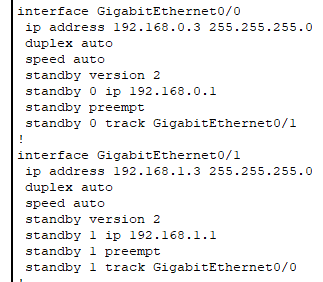 interface GigabitEthernet0/0
ip address 192.168.0.3 255.255.255.0
duplex auto
speed auto
standby version 2
standby 0 ip 192.168.0.1
standby preempt
standby 0 track GigabitEthernet0/1
!
interface GigabitEthernet0/1
ip address 192.168.1.3 255.255.255.0
duplex auto
speed auto
standby version 2
standby 1 ip 192.168.1.1
standby 1 preempt
standby 1 track GigabitEthernet0/0
!